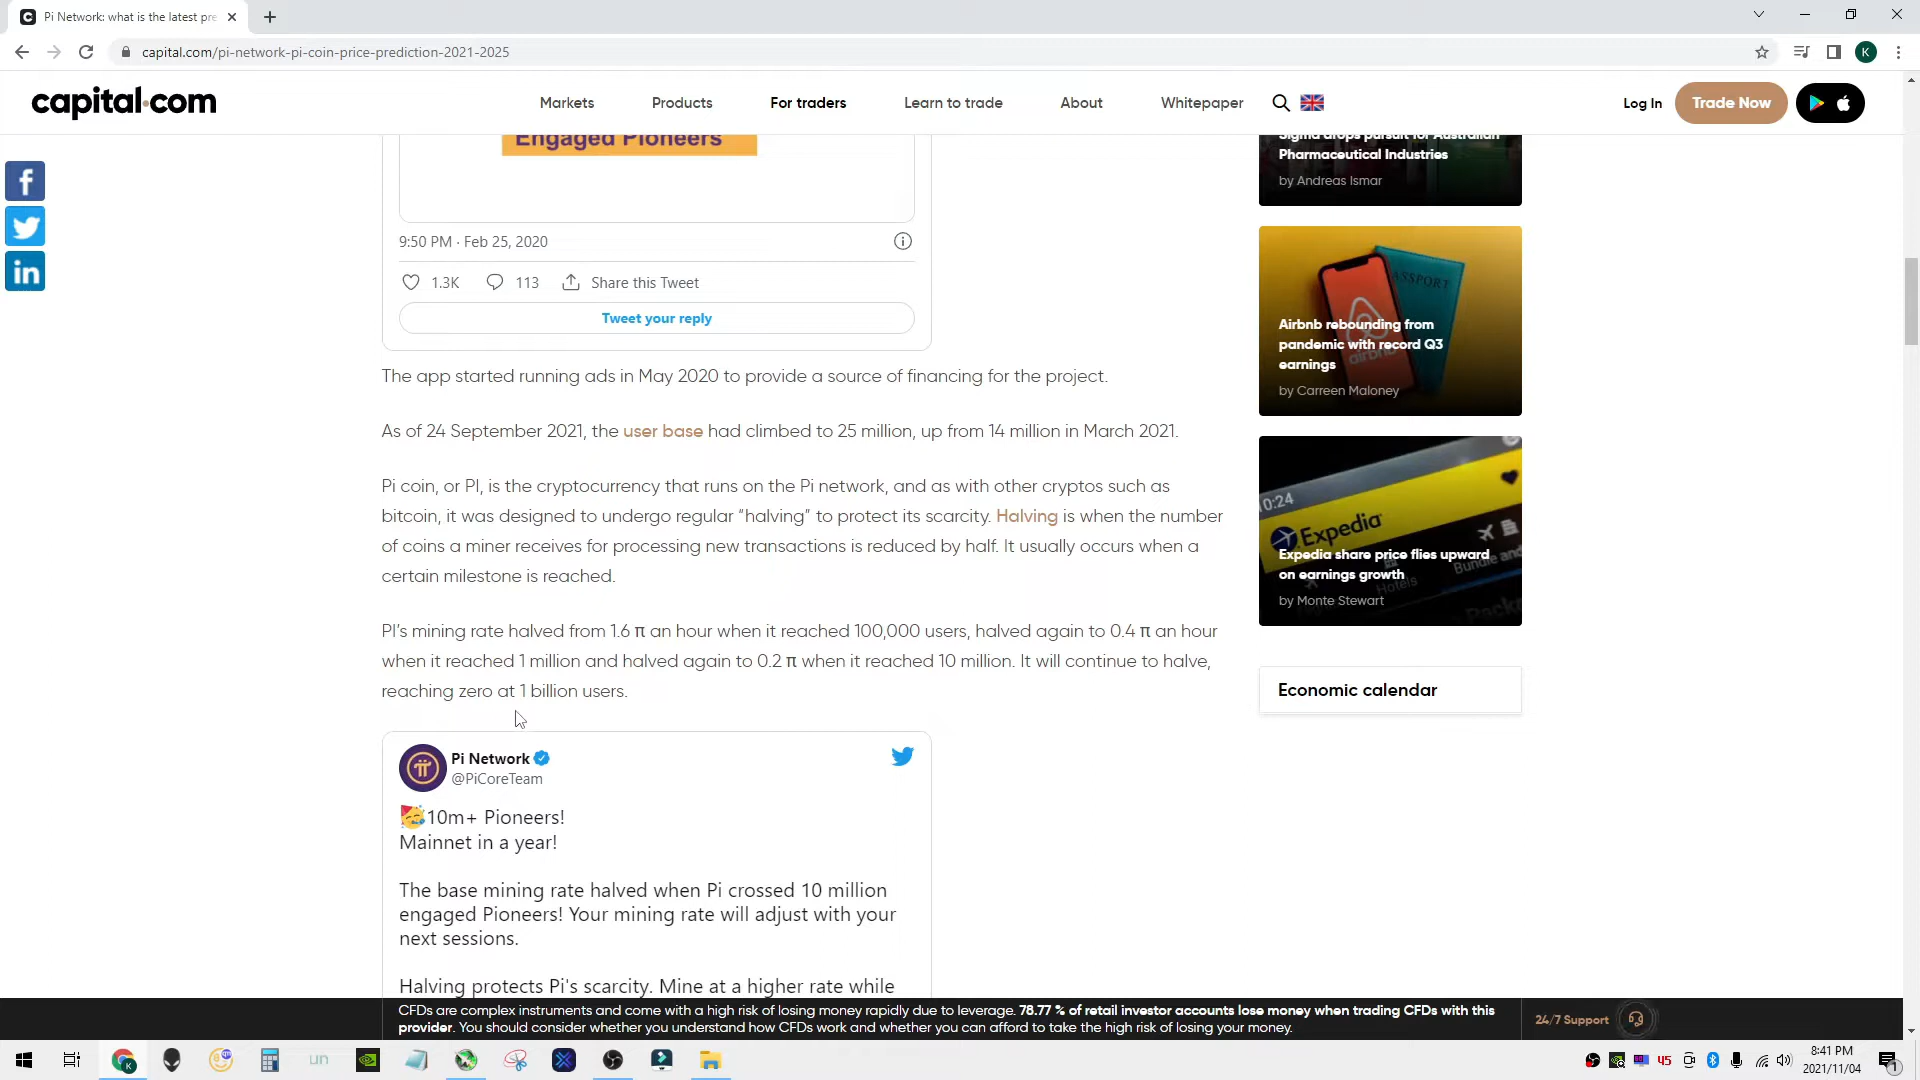 Pi Network: what is the latest pre
capital.com/pi-network-pi-coin-price-prediction-2021-2025
K
capital.com
Markets
Products
For traders
Learn to trade
About
Whitepaper
Log In
Trade Now
Engaged Pioneers
9:50 PM · Feb 25, 2020
1.3K
113
Share this Tweet
Tweet your reply
The app started running ads in May 2020 to provide a source of financing for the project.
As of 24 September 2021, the user base had climbed to 25 million, up from 14 million in March 2021.
Pi coin, or PI, is the cryptocurrency that runs on the Pi network, and as with other cryptos such as
bitcoin, it was designed to undergo regular “halving” to protect its scarcity. Halving is when the number
of coins a miner receives for processing new transactions is reduced by half. It usually occurs when a
certain milestone is reached.
PI’s mining rate halved from 1.6 π an hour when it reached 100,000 users, halved again to 0.4 π an hour
when it reached 1 million and halved again to 0.2 π when it reached 10 million. It will continue to halve,
reaching zero at 1 billion users.
Pi Network
@PiCoreTeam
10m+ Pioneers!
Mainnet in a year!
The base mining rate halved when Pi crossed 10 million
engaged Pioneers! Your mining rate will adjust with your
next sessions.
Halving protects Pi's scarcity. Mine at a higher rate while
Sigma drops pursuit for Australian
Pharmaceutical Industries
by Andreas Ismar
PASSPORT
airbnb
Airbnb rebounding from
pandemic with record Q3
earnings
by Carreen Maloney
10:24
Expedia
Hotels
Bundle and
Expedia share price flies upward
on earnings growth
by Monte Stewart
Economic calendar
CFDs are complex instruments and come with a high risk of losing money rapidly due to leverage. 78.77 % of retail investor accounts lose money when trading CFDs with this
provider. You should consider whether you understand how CFDs work and whether you can afford to take the high risk of losing your money.
24/7 Support
un
45
8:41 PM
2021/11/04
1